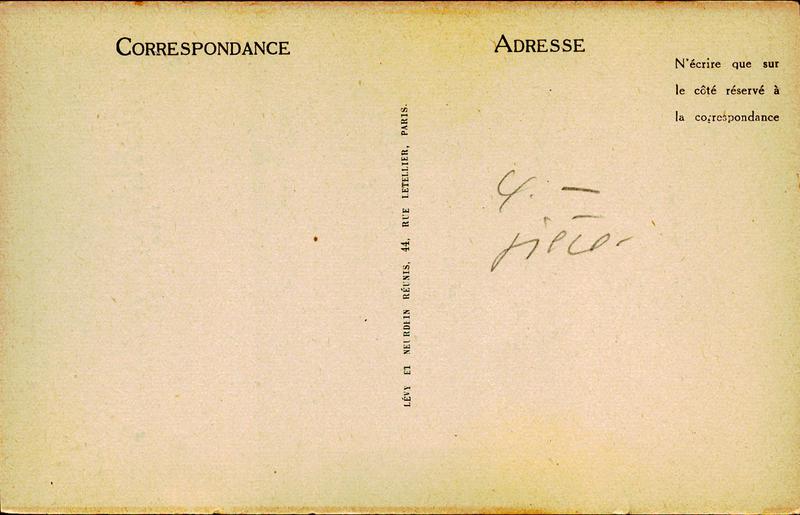 CORRESPONDANCE
ADRESSE
N'écrire que sur
le côté réservé à
la correspondance
LÉVY ET NEURDEIN RÉUNIS, 44, RUE LETELLIER, PARIS.
4. —
pièce